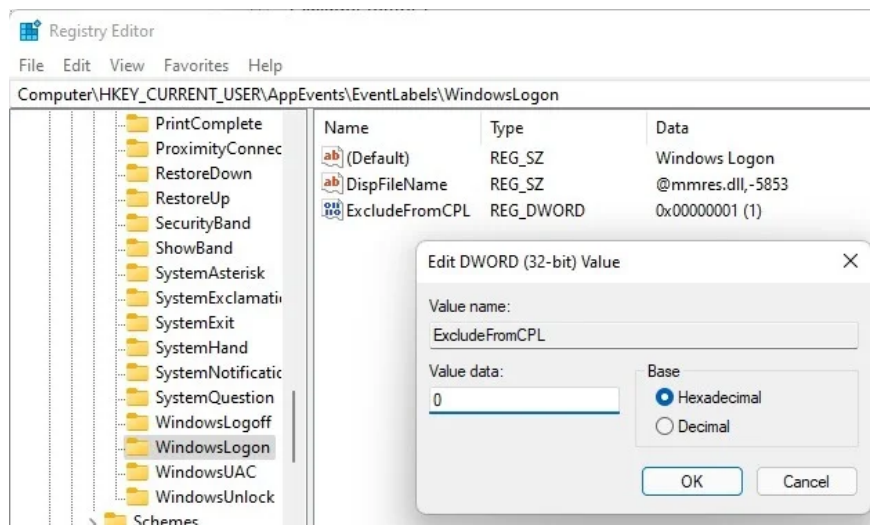 Registry Editor
File Edit View Favorites Help
Computer\HKEY_CURRENT_USER\AppEvents\EventLabels\WindowsLogon
PrintComplete
ProximityConnec
RestoreDown
RestoreUp
SecurityBand
ShowBand
SystemAsterisk
SystemExclamati
SystemExit
SystemHand
SystemNotificatic
SystemQuestion
WindowsLogoff
WindowsLogon
WindowsUAC
WindowsUnlock
Schemes
Name Type Data
(Default) REG_SZ Windows Logon
DispFileName REG_SZ @mmres.dll,-5853
ExcludeFromCPL REG_DWORD 0x00000001 (1)
Edit DWORD (32-bit) Value
Value name:
ExcludeFromCPL
Value data:
0
Base
Hexadecimal
Decimal
OK Cancel